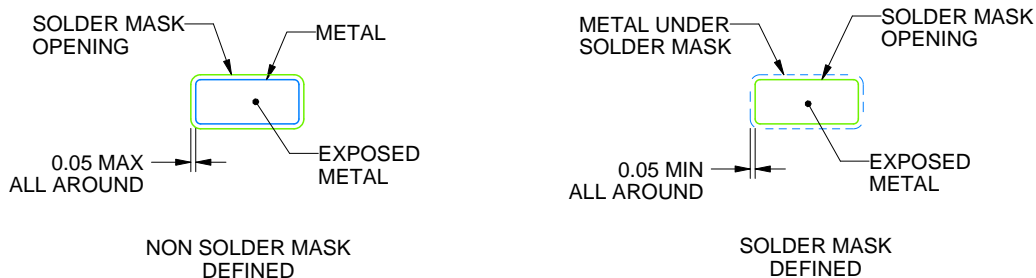 SOLDER MASK
OPENING
METAL
0.05 MAX
ALL AROUND
EXPOSED
METAL
NON SOLDER MASK
DEFINED
METAL UNDER
SOLDER MASK
SOLDER MASK
OPENING
0.05 MIN
ALL AROUND
EXPOSED
METAL
SOLDER MASK
DEFINED